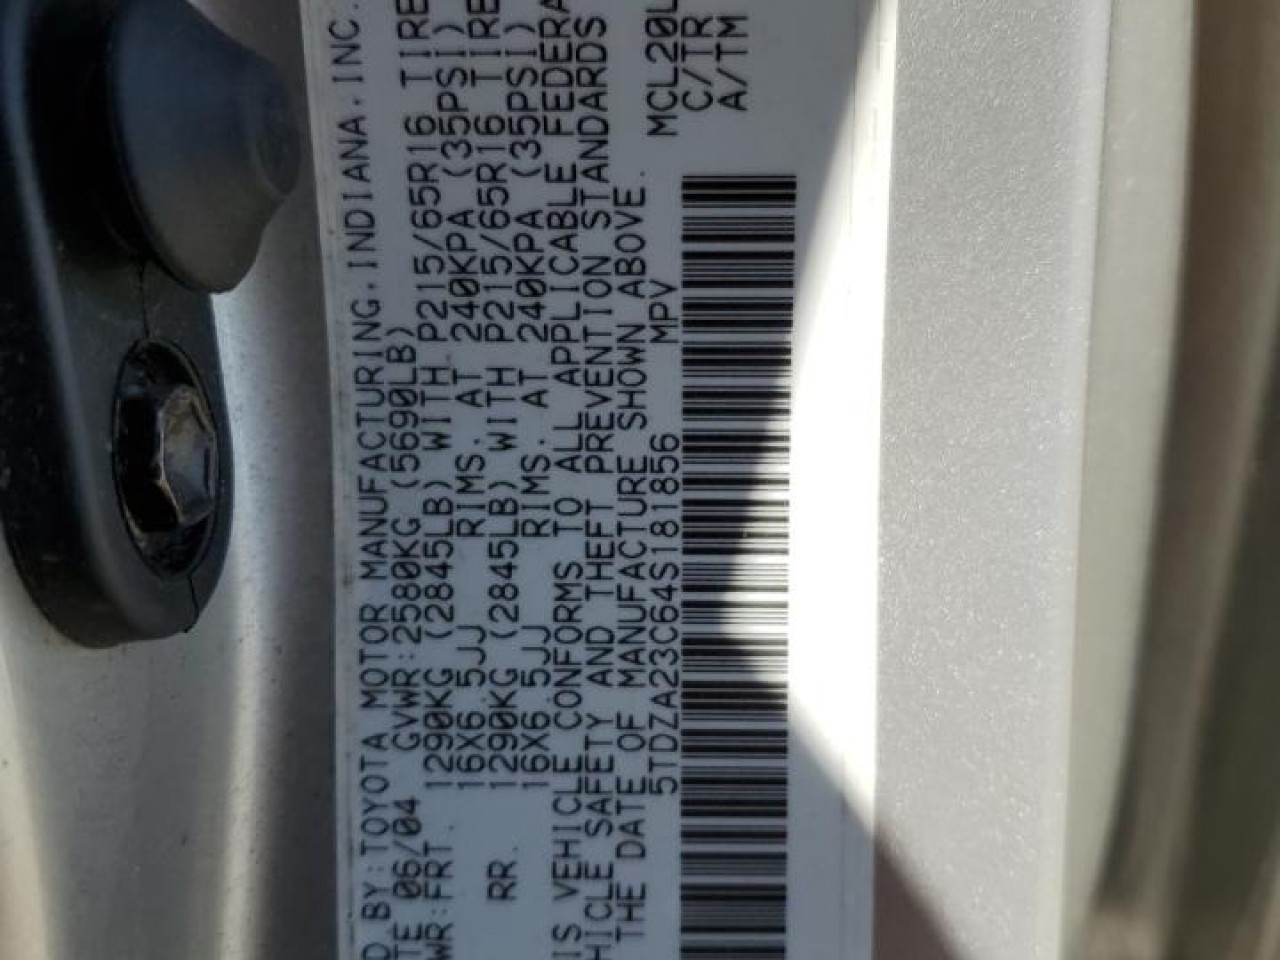 D BY:TOYOTA MOTOR MANUFACTURING.INDIANA.INC.
TE 06/04 GVWR:2580KG (5690LB)
WR:FRT. 1290KG (2845LB) WITH P215/65R16 TIRE
16X6.5JJ RIMS. AT 240KPA (35PSI)
RR. 1290KG (2845LB) WITH P215/65R16 TIRE
16X6.5JJ RIMS. AT 240KPA (35PSI)
IS VEHICLE CONFORMS TO ALL APPLICABLE FEDERA
HICLE SAFETY AND THEFT PREVENTION STANDARDS
THE DATE OF MANUFACTURE SHOWN ABOVE.
5TDZA23C64S181856 MPV MCL20L
C/TR
A/TM